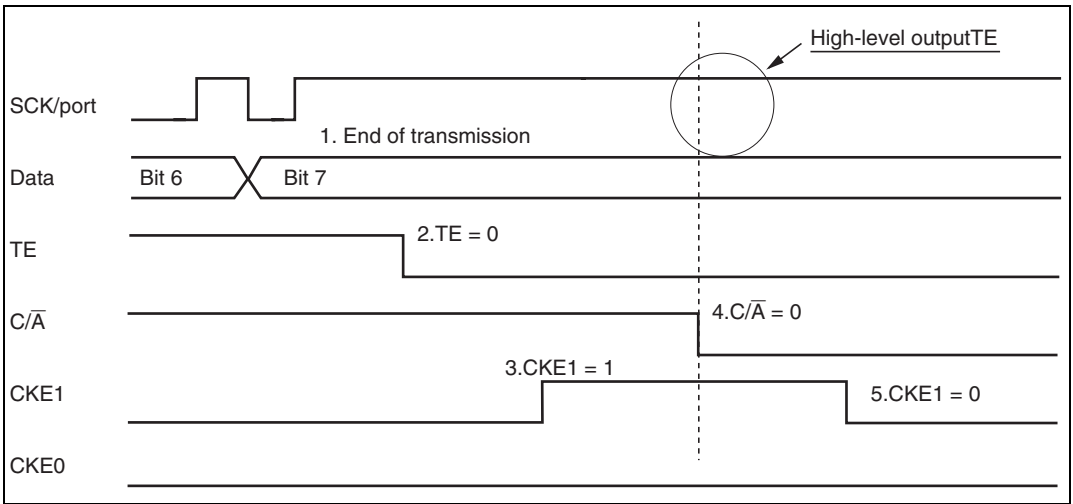 High-level outputTE
SCK/port
1. End of transmission
Data
Bit 6
Bit 7
TE
2.TE = 0
C/A̅
4.C/A̅ = 0
3.CKE1 = 1
CKE1
5.CKE1 = 0
CKE0